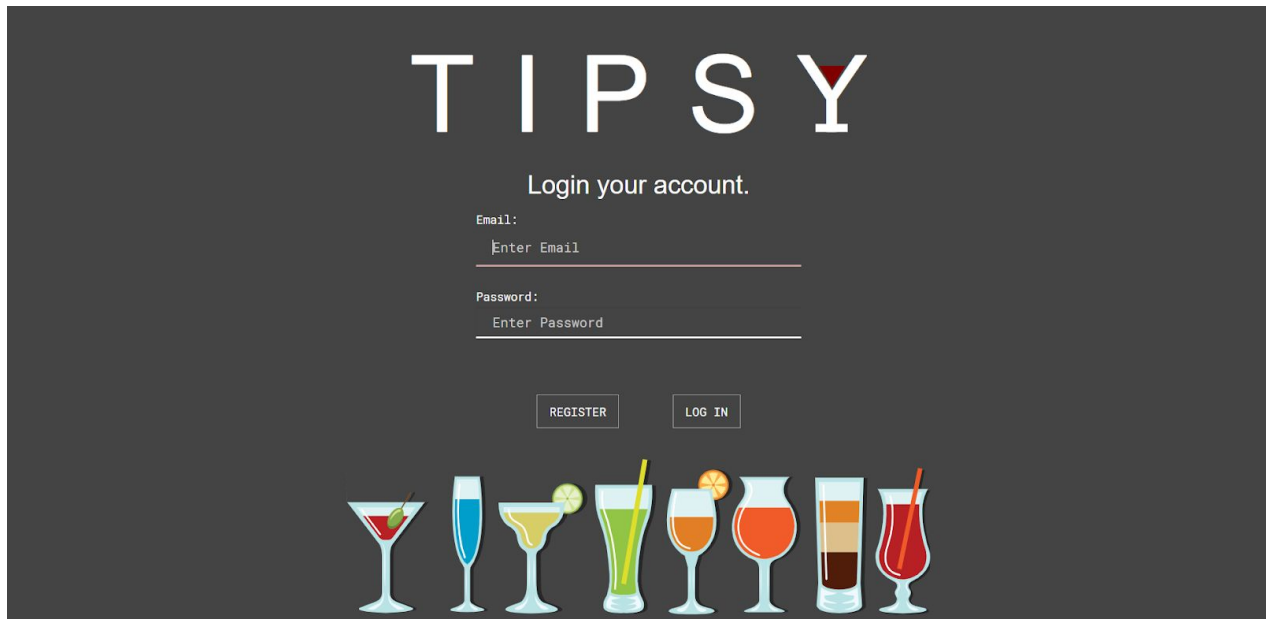 TIPSY
Login your account.
Email:
Enter Email
Password:
Enter Password
REGISTER LOG IN